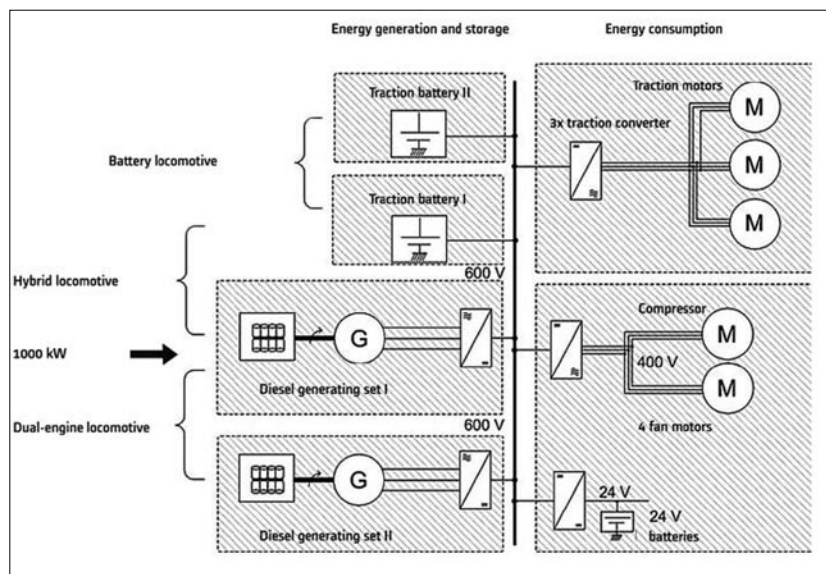 Energy generation and storage
Energy consumption
Traction battery II
Traction motors
M
3x traction converter
Battery locomotive
M
Traction battery I
M
600 V
Hybrid locomotive
Compressor
M
G
1000 kW
400 V
M
Diesel generating set I
600 V
4 fan motors
Dual-engine locomotive
G
24 V
24 V
batteries
Diesel generating set II